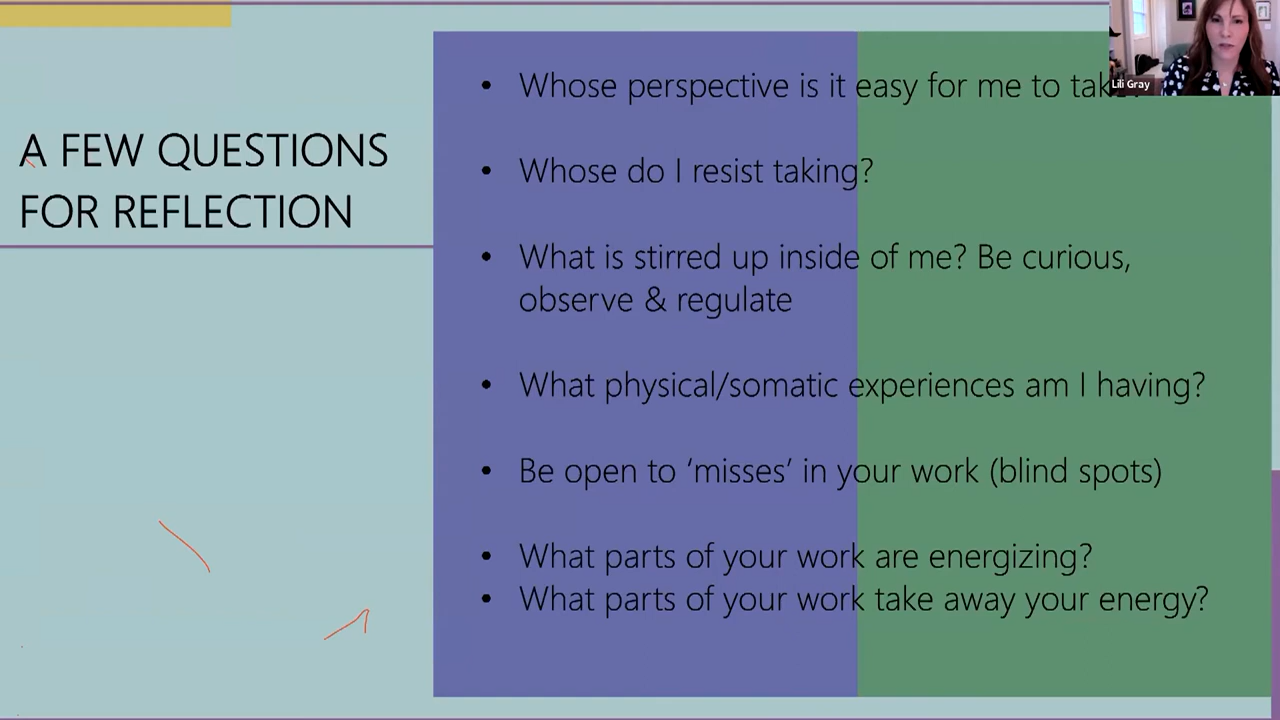 A FEW QUESTIONS
FOR REFLECTION
• Whose perspective is it easy for me to take?
Lili Gray
• Whose do I resist taking?
• What is stirred up inside of me? Be curious,
observe & regulate
• What physical/somatic experiences am I having?
• Be open to ‘misses’ in your work (blind spots)
• What parts of your work are energizing?
• What parts of your work take away your energy?